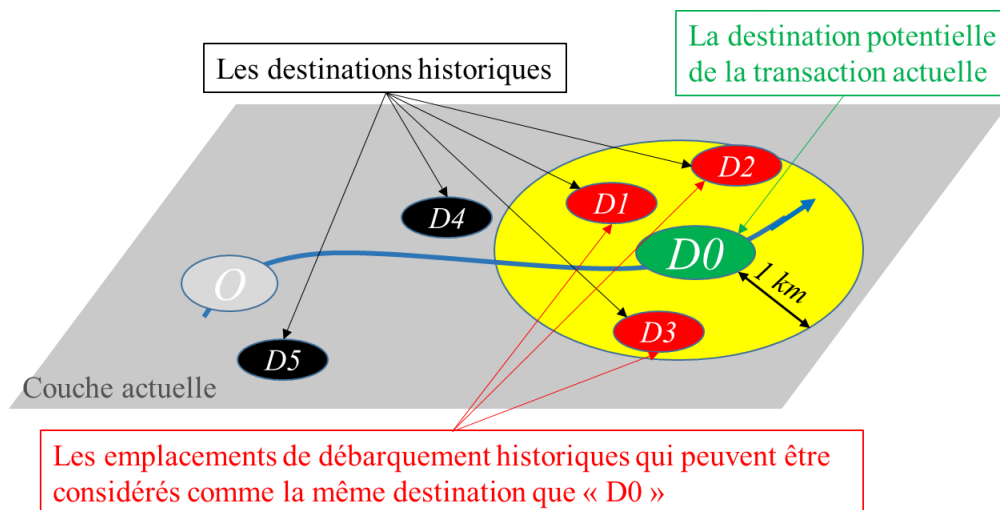 La destination potentielle
de la transaction actuelle
Les destinations historiques
D2
D1
D4
D0
O
1 km
D3
D5
Couche actuelle
Les emplacements de débarquement historiques qui peuvent être
considérés comme la même destination que « D0 »